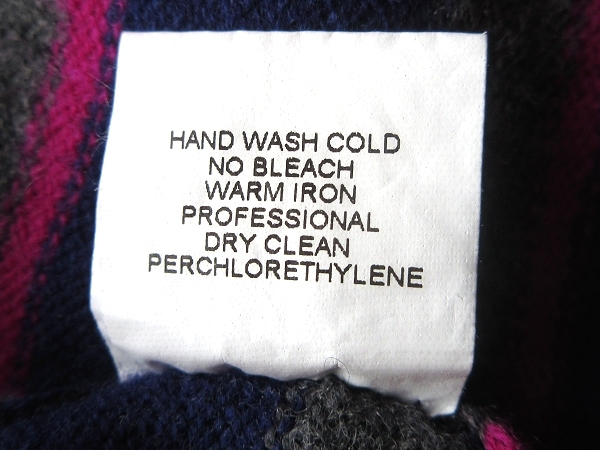 HAND WASH COLD
NO BLEACH
WARM IRON
PROFESSIONAL
DRY CLEAN
PERCHLORETHYLENE